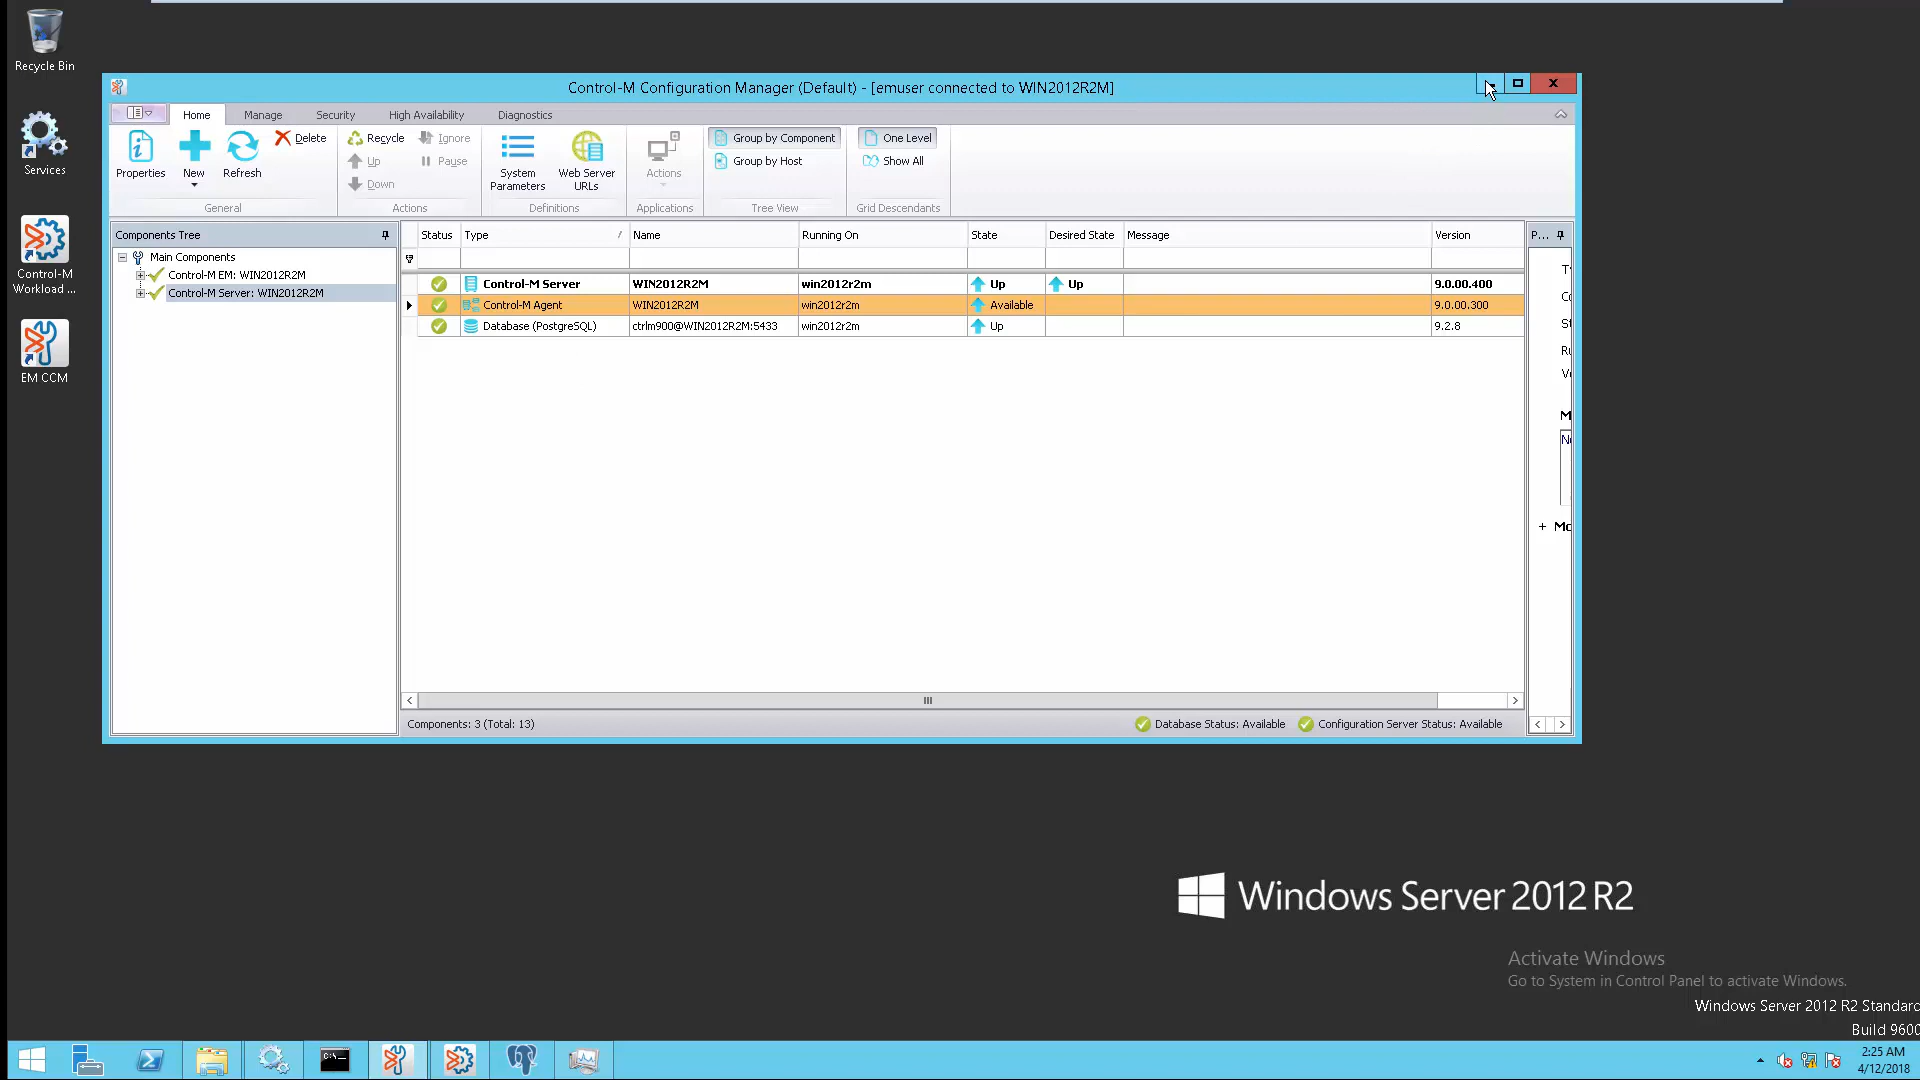 Recycle Bin
Services
Control-M
Workload ...
EM CCM
Control-M Configuration Manager (Default) - [emuser connected to WIN2012R2M]
Home
Manage
Security
High Availability
Diagnostics
Properties
New
Refresh
Delete
General
Recycle
Up
Down
Ignore
Pause
Actions
System
Parameters
Web Server
URLs
Definitions
Actions
Applications
Group by Component
Group by Host
Tree View
One Level
Show All
Grid Descendants
Components Tree
Main Components
Control-M EM: WIN2012R2M
Control-M Server: WIN2012R2M
Status Type Name Running On State Desired State Message Version
Control-M Server WIN2012R2M win2012r2m Up Up 9.0.00.400
Control-M Agent WIN2012R2M win2012r2m Available 9.0.00.300
Database (PostgreSQL) ctrlm900@WIN2012R2M:5433 win2012r2m Up 9.2.8
P...
Components: 3 (Total: 13)
Database Status: Available
Configuration Server Status: Available
Windows Server 2012 R2
Activate Windows
Go to System in Control Panel to activate Windows.
Windows Server 2012 R2 Standard
Build 9600
2:25 AM
4/12/2018